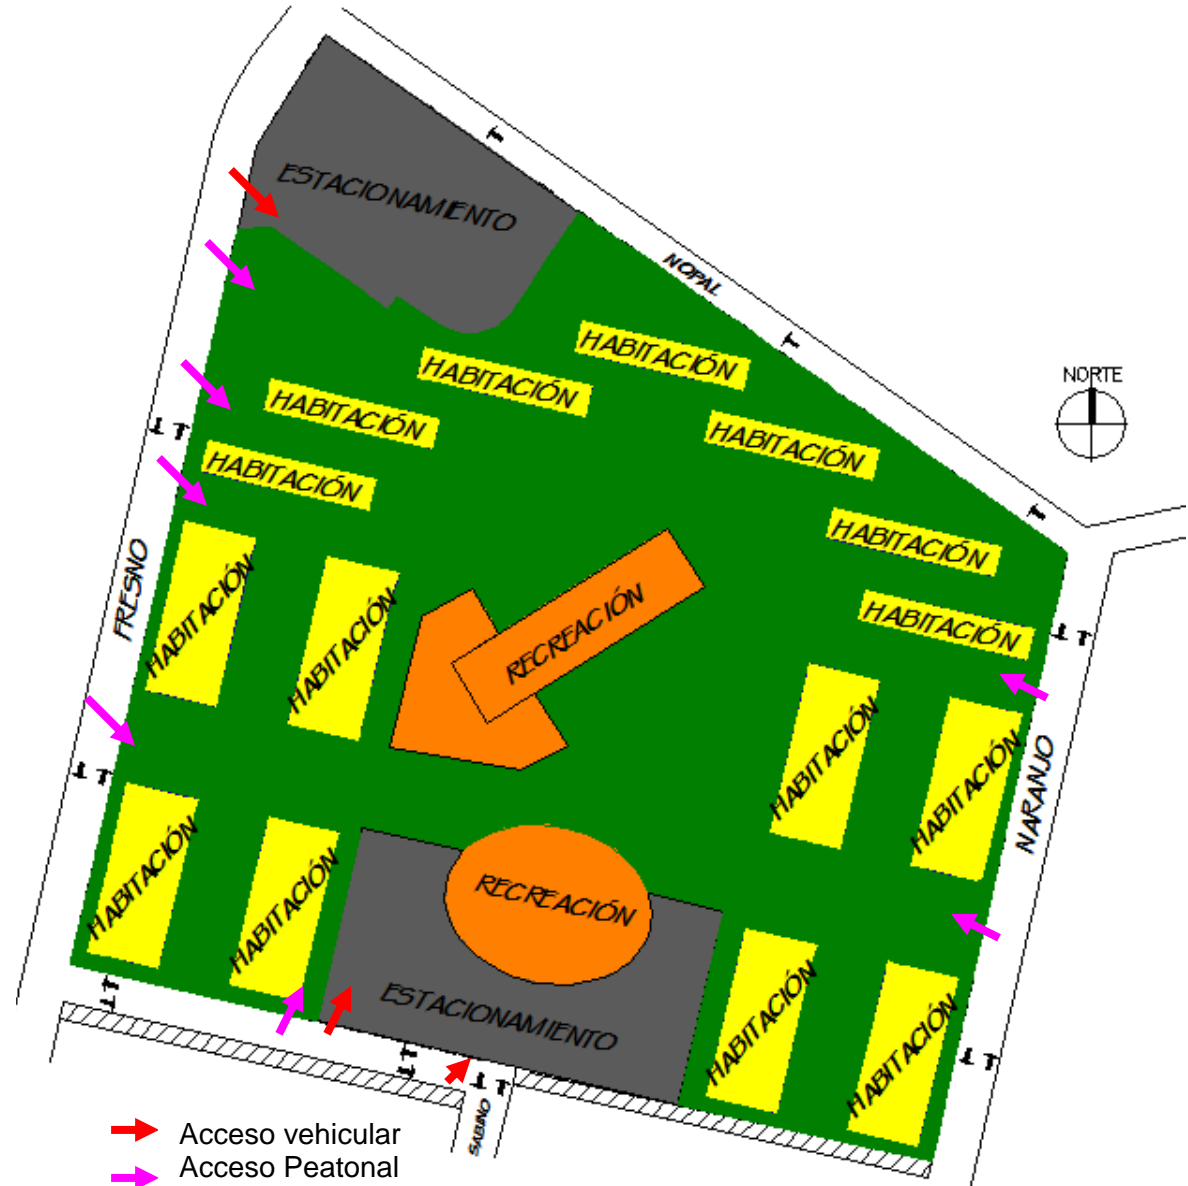 ESTACIONAMIENTO
NOPAL
HABITACIÓN
HABITACIÓN
NORTE
HABITACIÓN
HABITACIÓN
HABITACIÓN
HABITACIÓN
HABITACIÓN
FRESNO
HABITACIÓN
HABITACIÓN
RECREACIÓN
HABITACIÓN
HABITACIÓN
NARANJO
HABITACIÓN
HABITACIÓN
RECREACIÓN
ESTACIONAMIENTO
HABITACIÓN
HABITACIÓN
SABINO
Acceso vehicular
Acceso Peatonal